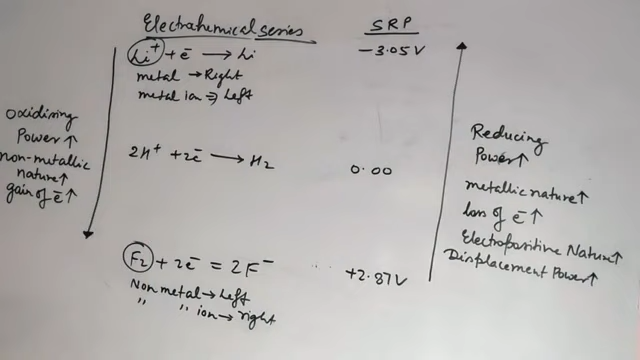 Electrochemical series
SRP
Li⁺ + ē → Li
-3.05V
metal → Right
metal ion ⇒ Left
Oxidising
Power↑
non-metallic
nature↑
gain of ē↑
2H⁺ + 2ē → H₂
0.00
Reducing
Power↑
metallic nature↑
loss of ē↑
Electropositive Nature↑
Displacement Power↑
F₂ + 2ē = 2F⁻
+2.87V
Non metal → Left
" " ion → right